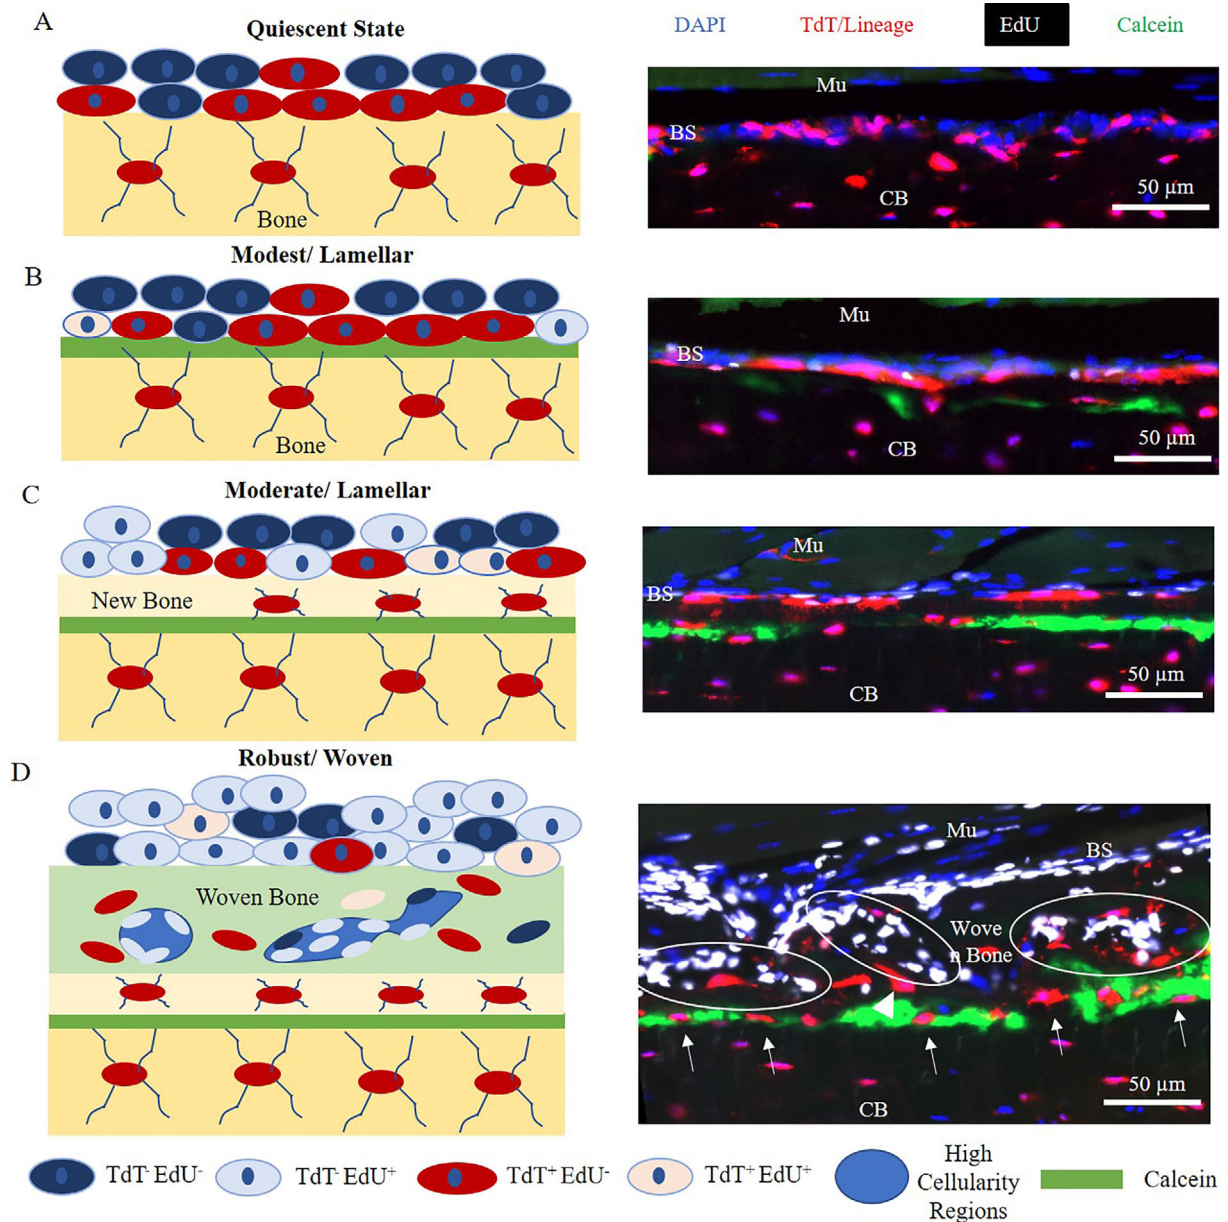 A
Quiescent State
Bone
DAPI
TdT/Lineage
EdU
Calcein
Mu
BS
CB
50 µm
B
Modest/ Lamellar
Bone
Mu
BS
CB
50 µm
C
Moderate/ Lamellar
New Bone
Mu
BS
CB
50 µm
D
Robust/ Woven
Woven Bone
Mu
BS
Wove
n Bone
CB
50 µm
TdT⁻ EdU⁻
TdT⁻ EdU⁺
TdT⁺ EdU⁻
TdT⁺ EdU⁺
High
Cellularity
Regions
Calcein